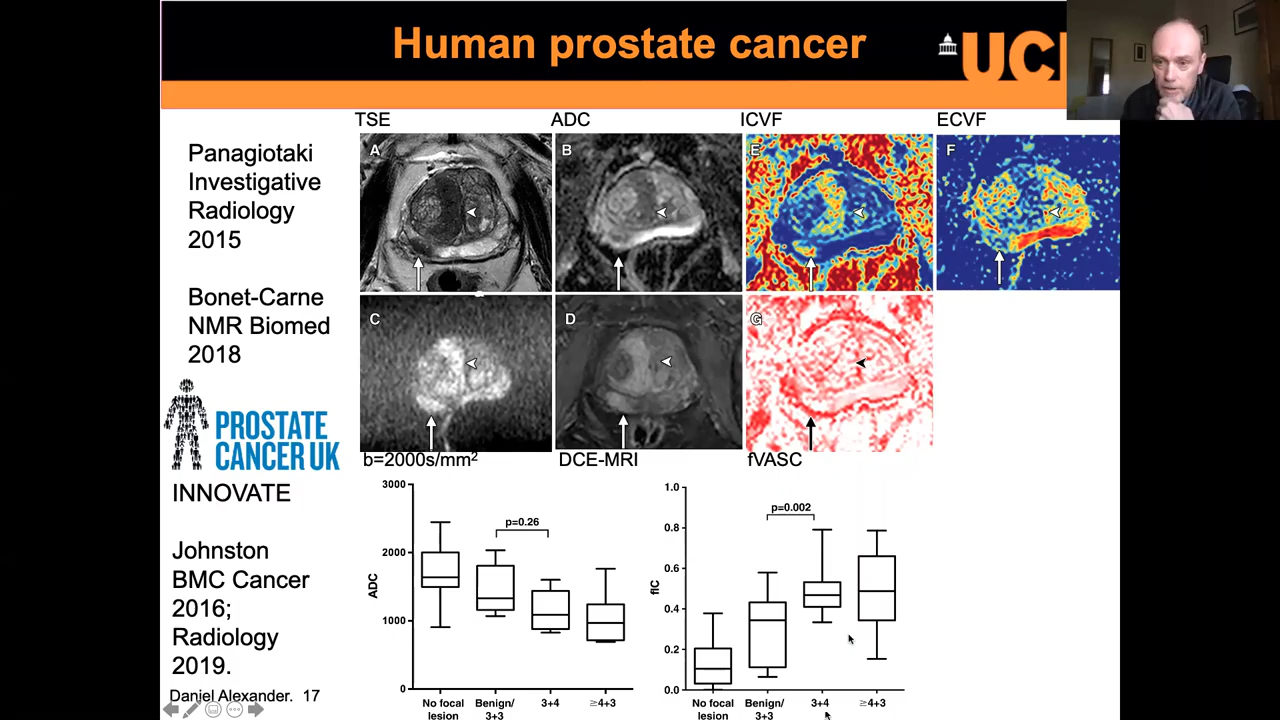 Human prostate cancer
UCL
TSE
ADC
ICVF
ECVF
Panagiotaki
Investigative
Radiology
2015
Bonet-Carne
NMR Biomed
2018
PROSTATE
CANCER UK
INNOVATE
Johnston
BMC Cancer
2016;
Radiology
2019.
Daniel Alexander. 17
A
B
E
F
C
D
G
b=2000s/mm²
DCE-MRI
fVASC
3000
2000
1000
0
ADC
p=0.26
No focal
lesion
Benign/
3+3
3+4
≥4+3
1.0
0.8
0.6
0.4
0.2
0.0
fIC
p=0.002
No focal
lesion
Benign/
3+3
3+4
≥4+3